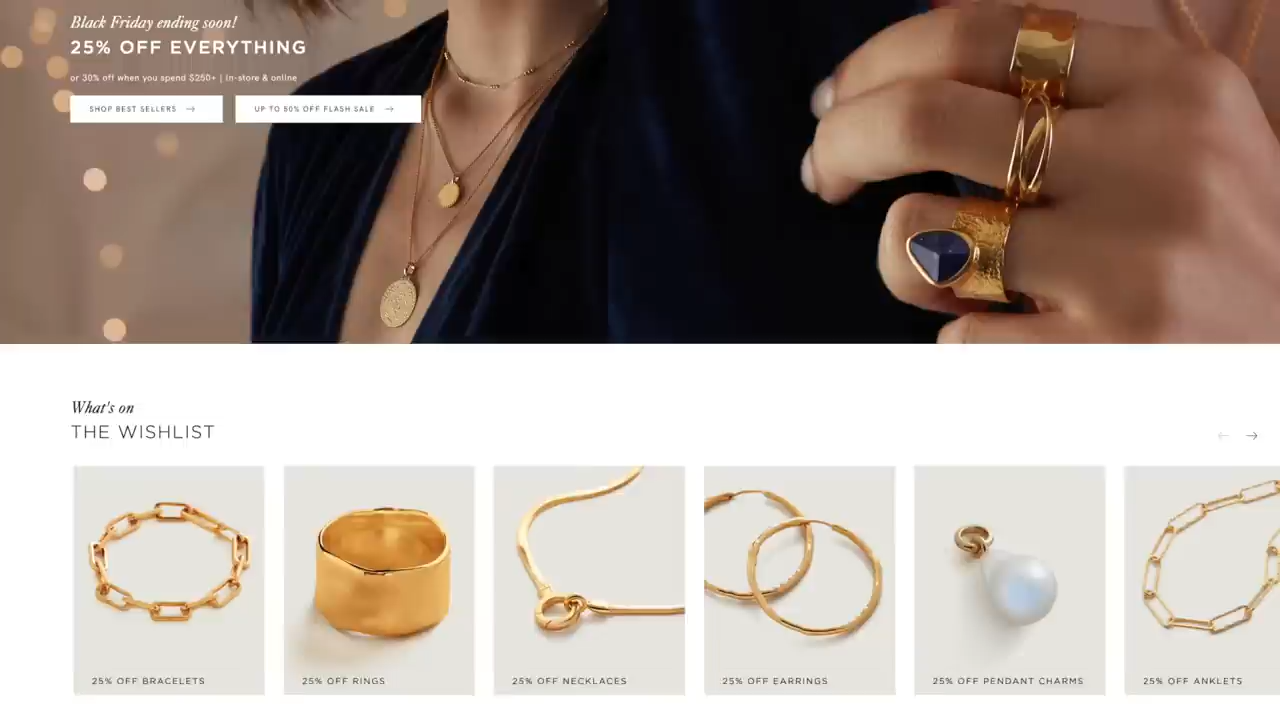 Black Friday ending soon!
25% OFF EVERYTHING
or 30% off when you spend $250+ | In-store & online
SHOP BEST SELLERS →
UP TO 50% OFF FLASH SALE →
What's on
THE WISHLIST
25% OFF BRACELETS
25% OFF RINGS
25% OFF NECKLACES
25% OFF EARRINGS
25% OFF PENDANT CHARMS
25% OFF ANKLETS